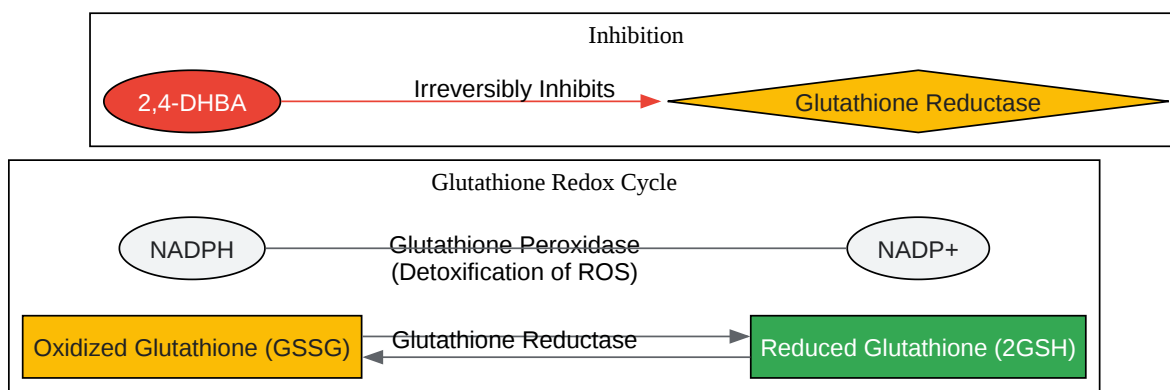 Inhibition
2,4-DHBA
Irreversibly Inhibits
Glutathione Reductase
Glutathione Redox Cycle
NADPH
Glutathione Peroxidase
(Detoxification of ROS)
NADP+
Oxidized Glutathione (GSSG)
Glutathione Reductase
Reduced Glutathione (2GSH)